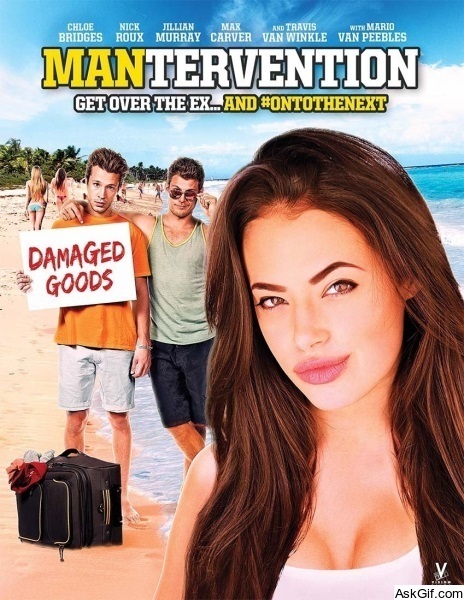 CHLOE BRIDGES NICK ROUX JILLIAN MURRAY MAX CARVER AND TRAVIS VAN WINKLE WITH MARIO VAN PEEBLES
MANTERVENTION
GET OVER THE EX... AND #ONTOTHENEXT
DAMAGED
GOODS
V
VISION
AskGif.com